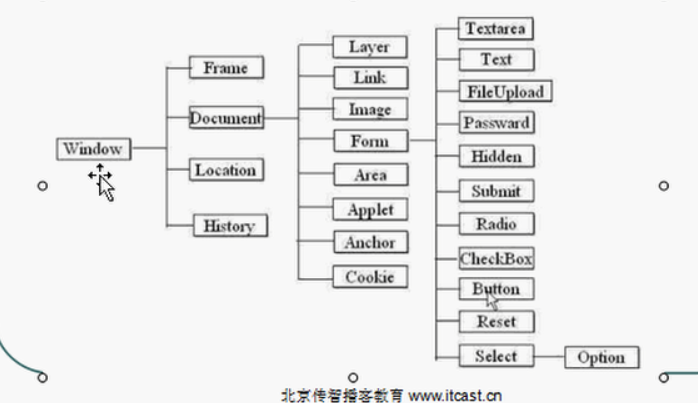 Window
Frame
Document
Location
History
Layer
Link
Image
Form
Area
Applet
Anchor
Cookie
Textarea
Text
FileUpload
Passward
Hidden
Submit
Radio
CheckBox
Button
Reset
Select
Option
北京传智播客教育 www.itcast.cn